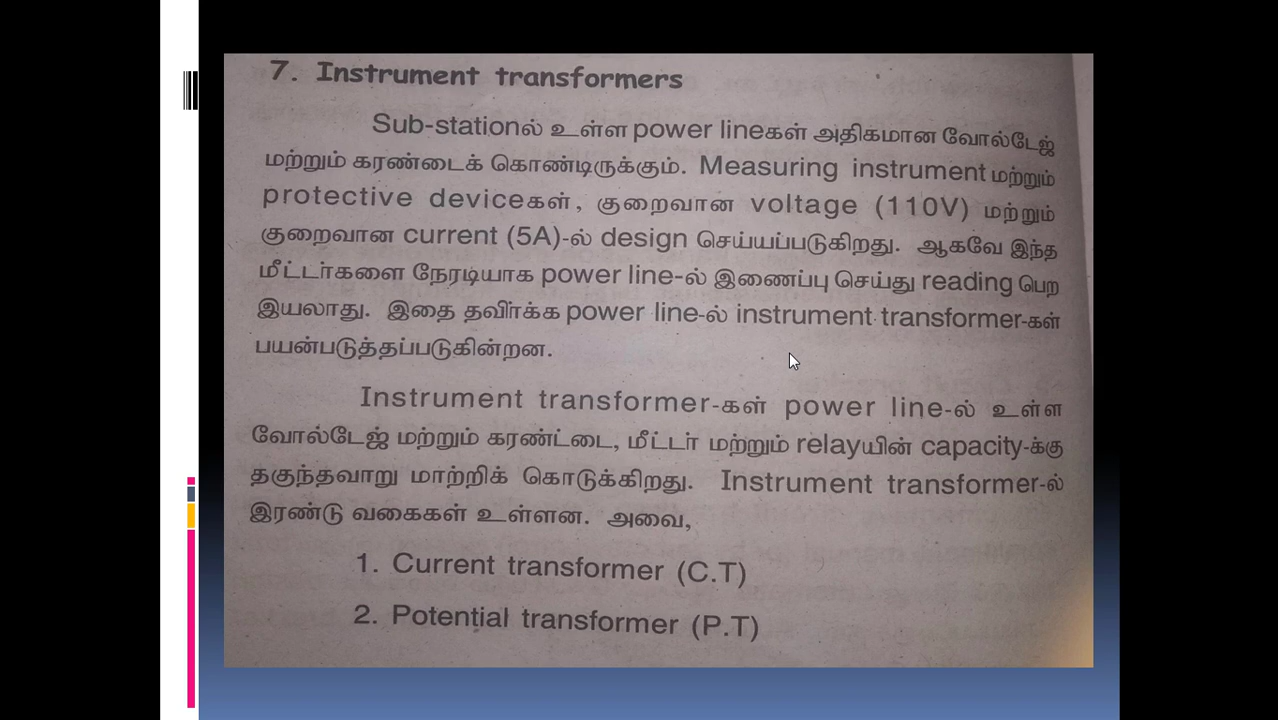 7. Instrument transformers
Sub-stationல் உள்ள power lineகள் அதிகமான வோல்டேஜ்
மற்றும் கரண்டைக் கொண்டிருக்கும். Measuring instrument மற்றும்
protective deviceகள், குறைவான voltage (110V) மற்றும்
குறைவான current (5A)-ல் design செய்யப்படுகிறது. ஆகவே இந்த
மீட்டர்களை நேரடியாக power line-ல் இணைப்பு செய்து reading பெற
இயலாது. இதை தவிர்க்க power line-ல் instrument transformer-கள்
பயன்படுத்தப்படுகின்றன.
Instrument transformer-கள் power line-ல் உள்ள
வோல்டேஜ் மற்றும் கரண்ட்டை, மீட்டர் மற்றும் relayயின் capacity-க்கு
தகுந்தவாறு மாற்றிக் கொடுக்கிறது. Instrument transformer-ல்
இரண்டு வகைகள் உள்ளன. அவை,
1. Current transformer (C.T)
2. Potential transformer (P.T)